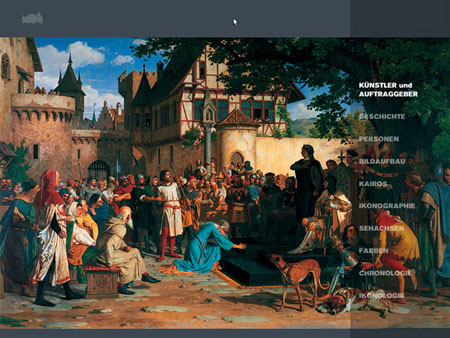 KÜNSTLER und
AUFTRAGGEBER
GESCHICHTE
PERSONEN
BILDAUFBAU
KAIROS
IKONOGRAPHIE
SEHACHSEN
FARBEN
CHRONOLOGIE
IKONOLOGIE